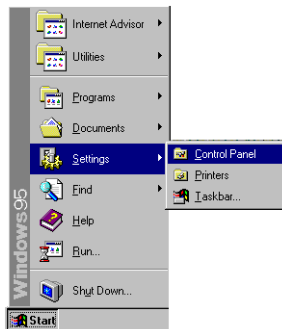 Internet Advisor
Utilities
Programs
Documents
Settings
Control Panel
Printers
Taskbar...
Find
Help
Run...
Shut Down...
Windows95
Start